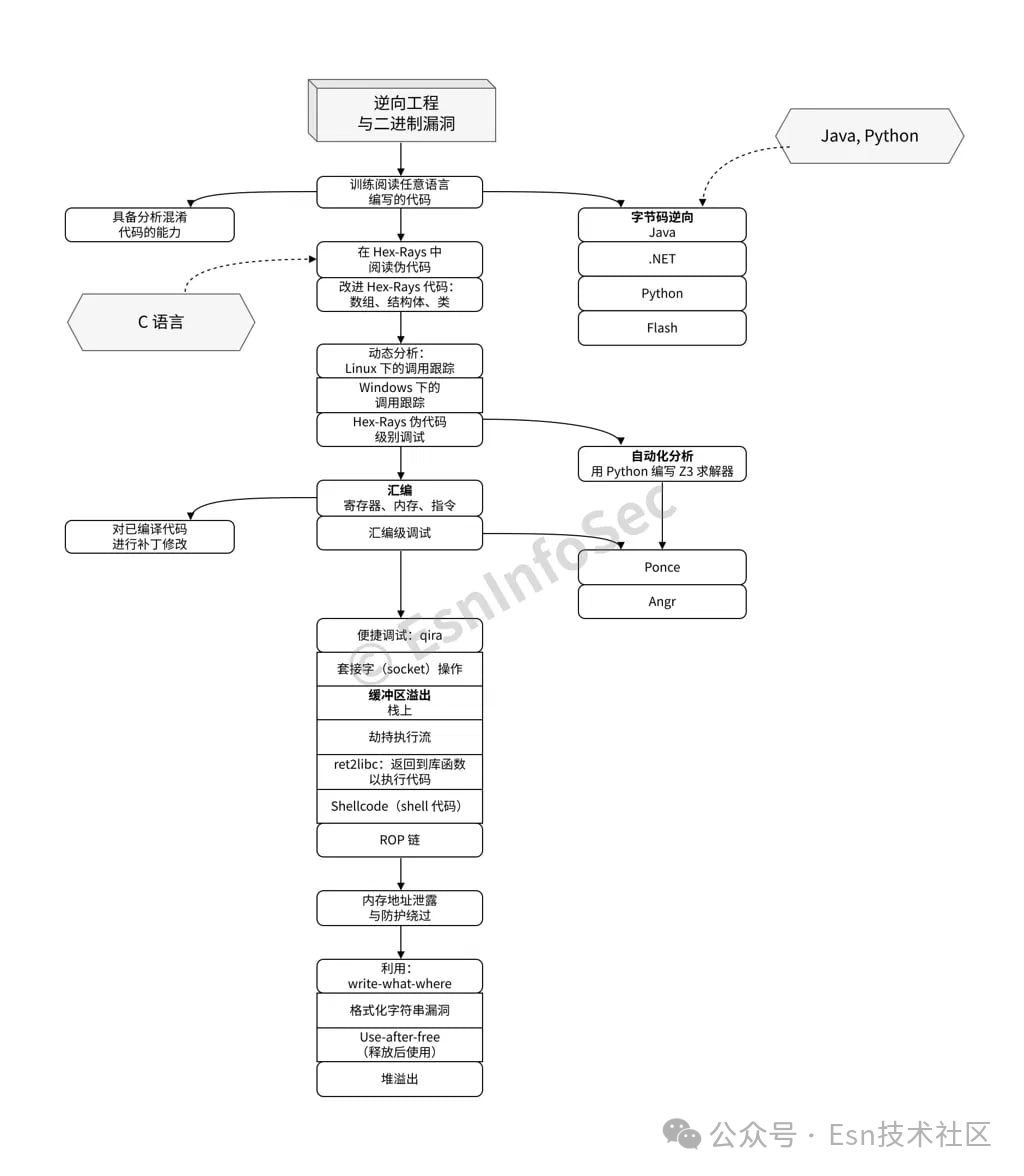 逆向工程
与二进制漏洞
Java, Python
训练阅读任意语言
编写的代码
具备分析混淆
代码的能力
字节码逆向
Java
.NET
Python
Flash
在 Hex-Rays 中
阅读伪代码
改进 Hex-Rays 代码：
数组、结构体、类
C 语言
动态分析：
Linux 下的调用跟踪
Windows 下的
调用跟踪
Hex-Rays 伪代码
级别调试
自动化分析
用 Python 编写 Z3 求解器
汇编
寄存器、内存、指令
汇编级调试
对已编译代码
进行补丁修改
Ponce
Angr
© EsnInfoSec
便捷调试：qira
套接字（socket）操作
缓冲区溢出
栈上
劫持执行流
ret2libc：返回到库函数
以执行代码
Shellcode（shell 代码）
ROP 链
内存地址泄露
与防护绕过
利用：
write-what-where
格式化字符串漏洞
Use-after-free
（释放后使用）
堆溢出
公众号 · Esn技术社区